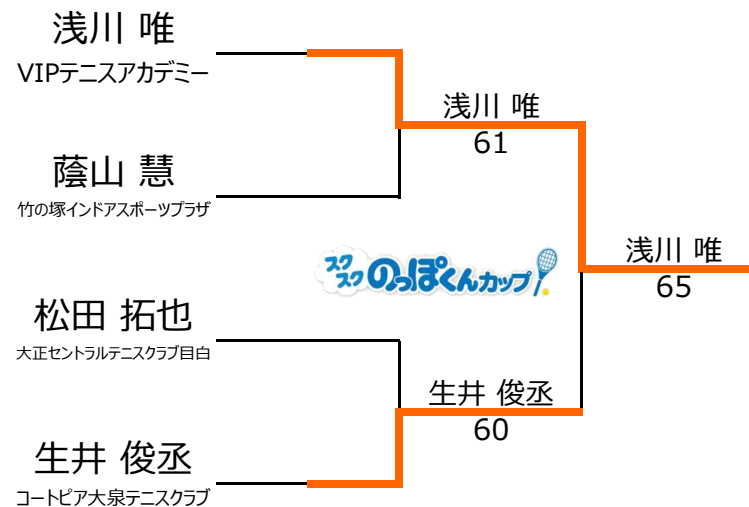 浅川 唯
VIPテニスアカデミー
浅川 唯
61
蔭山 慧
竹の塚インドアスポーツプラザ
浅川 唯
65
スクスクのっぽくんカップ
松田 拓也
大正セントラルテニスクラブ目白
生井 俊丞
60
生井 俊丞
コートピア大泉テニスクラブ